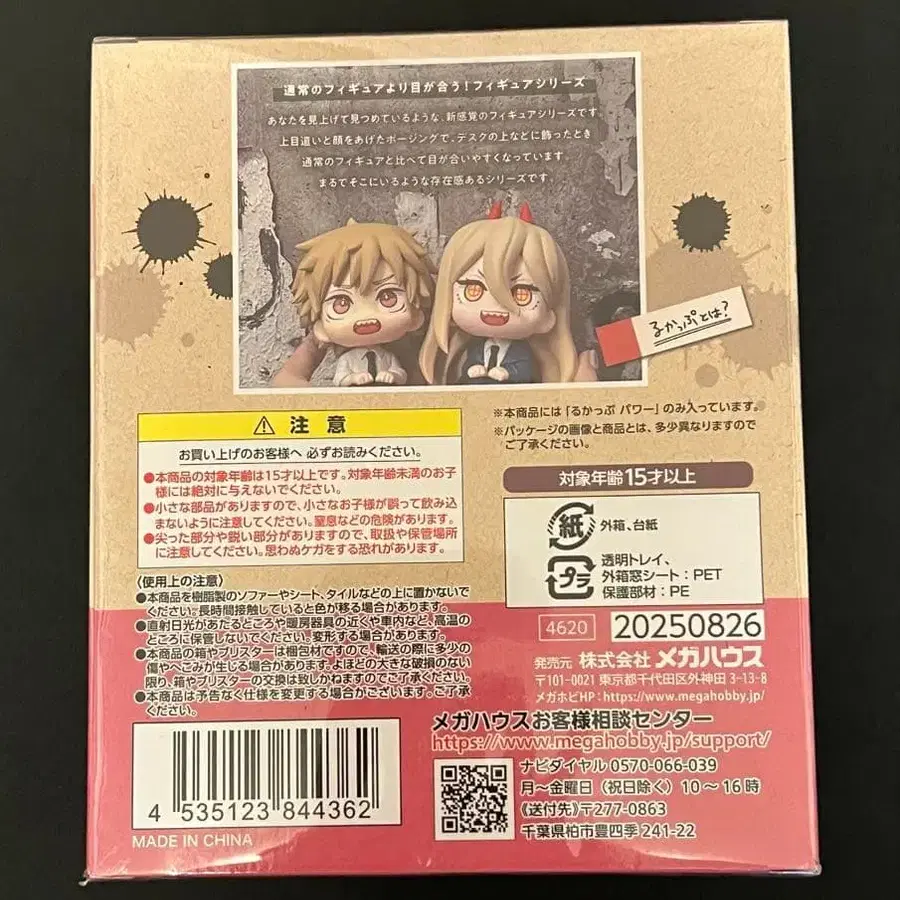 通常のフィギュアより目が合う!フィギュアシリーズ
あなたを見上げて見つめているような、新感覚のフィギュアシリーズです。
上目遣いと顔をあげたポージングで、デスクの上などに飾ったとき
通常のフィギュアと比べて目が合いやすくなっています。
まるでそこにいるような存在感あるシリーズです。
るかっぷとは?
※本商品には「るかっぷ パワー」のみ入っています。
※パッケージの画像と商品とは、多少異なりますので
ご了承ください。
注意
お買い上げのお客様へ 必ずお読みください。
●本商品の対象年齢は15才以上です。対象年齢未満のお子
様には絶対に与えないでください。
●小さな部品がありますので、小さなお子様が誤って飲み込
まないように注意してください。窒息などの危険があります。
●尖った部分や鋭い部分がありますので、取扱や保管場所
に注意してください。思わぬケガをする恐れがあります。
〈使用上の注意〉
●本商品を樹脂製のソファーやシート、タイルなどの上に置かないで
ください。長時間接触していると色が移る場合があります。
●直射日光があたるところや暖房器具の近くや車内など、高温の
ところに保管しないでください。変形する場合があります。
●本商品の箱やブリスターは梱包材ですので、輸送の際に多少の
傷やへこみが生じる場合があります。よほどの大きな破損のない
限り、箱やブリスターの交換は致しかねますのでご了承ください。
●本商品は予告なく仕様を変更する場合がございます。ご了承
ください。
対象年齢15才以上
紙
外箱、台紙
プラ
透明トレイ、
外箱窓シート:PET
保護部材:PE
4620 20250826
発売元 株式会社 メガハウス
〒101-0021 東京都千代田区外神田 3-13-8
メガホビHP:https://www.megahobby.jp/
メガハウスお客様相談センター
https://www.megahobby.jp/support/
ナビダイヤル 0570-066-039
月～金曜日(祝日除く)10～16時
〈送付先〉〒277-0863
千葉県柏市豊四季 241-22
4 535123 844362
MADE IN CHINA